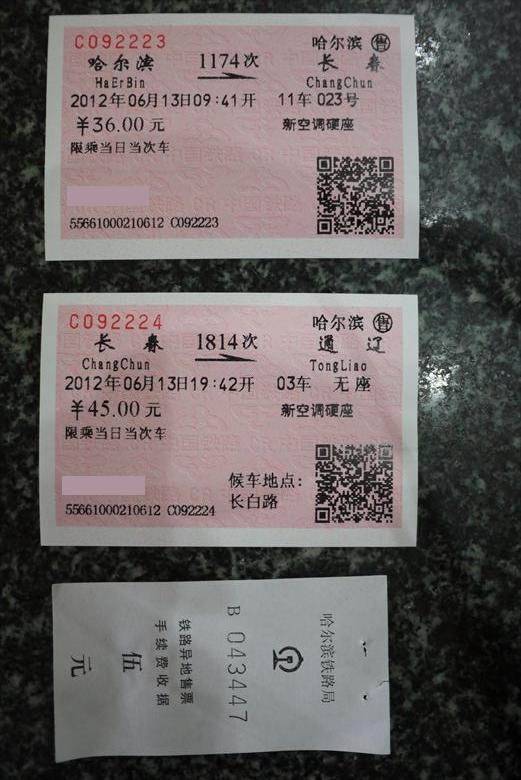 C092223 哈尔滨 售
哈尔滨 1174次 长春
HaErBin ChangChun
2012年06月13日09:41开 11车 023号
￥36.00元 新空调硬座
限乘当日当次车
55661000210612 C092223
C092224 哈尔滨 售
长春 1814次 通辽
ChangChun TongLiao
2012年06月13日19:42开 03车 无座
￥45.00元 新空调硬座
限乘当日当次车
候车地点:
长白路
55661000210612 C092224
哈尔滨铁路局
B 043447
铁路异地售票
手续费收据
伍
元